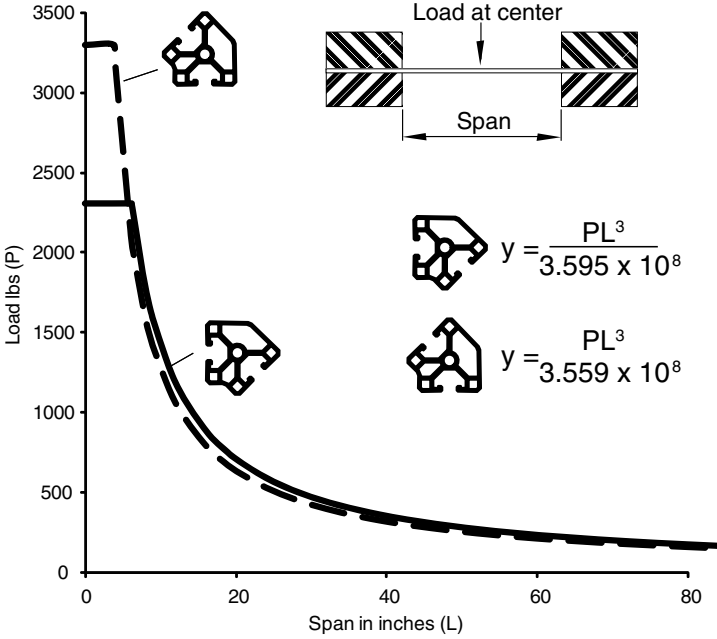 3500
3000
2500
2000
1500
1000
500
0
Load lbs (P)
0
20
40
60
80
Span in inches (L)
Load at center
Span
y = PL³
3.595 x 10⁸
y = PL³
3.559 x 10⁸